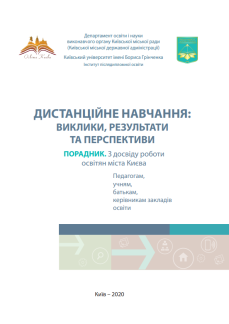 Департамент освіти і науки
виконавчого органу Київської міської ради
(Київської міської державної адміністрації)
Київський університет імені Бориса Грінченка
Інститут післядипломної освіти
ДИСТАНЦІЙНЕ НАВЧАННЯ:
ВИКЛИКИ, РЕЗУЛЬТАТИ
ТА ПЕРСПЕКТИВИ
ПОРАДНИК. З досвіду роботи
освітян міста Києва
Педагогам,
учням,
батькам,
керівникам закладів
освіти
Київ – 2020